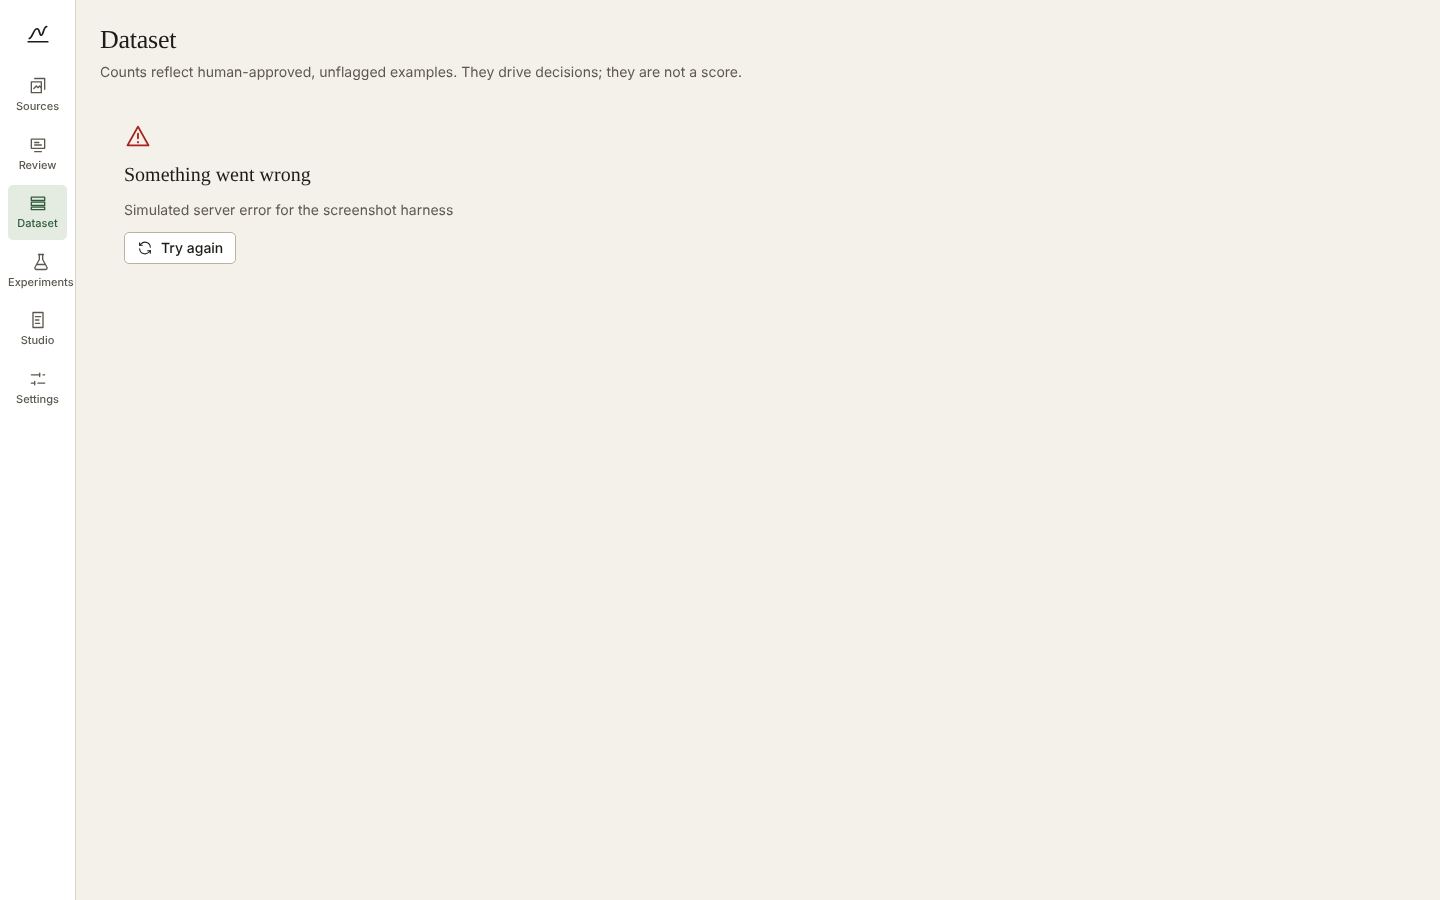 Dataset
Counts reflect human-approved, unflagged examples. They drive decisions; they are not a score.
Sources
Review
Dataset
Experiments
Studio
Settings
Something went wrong
Simulated server error for the screenshot harness
Try again